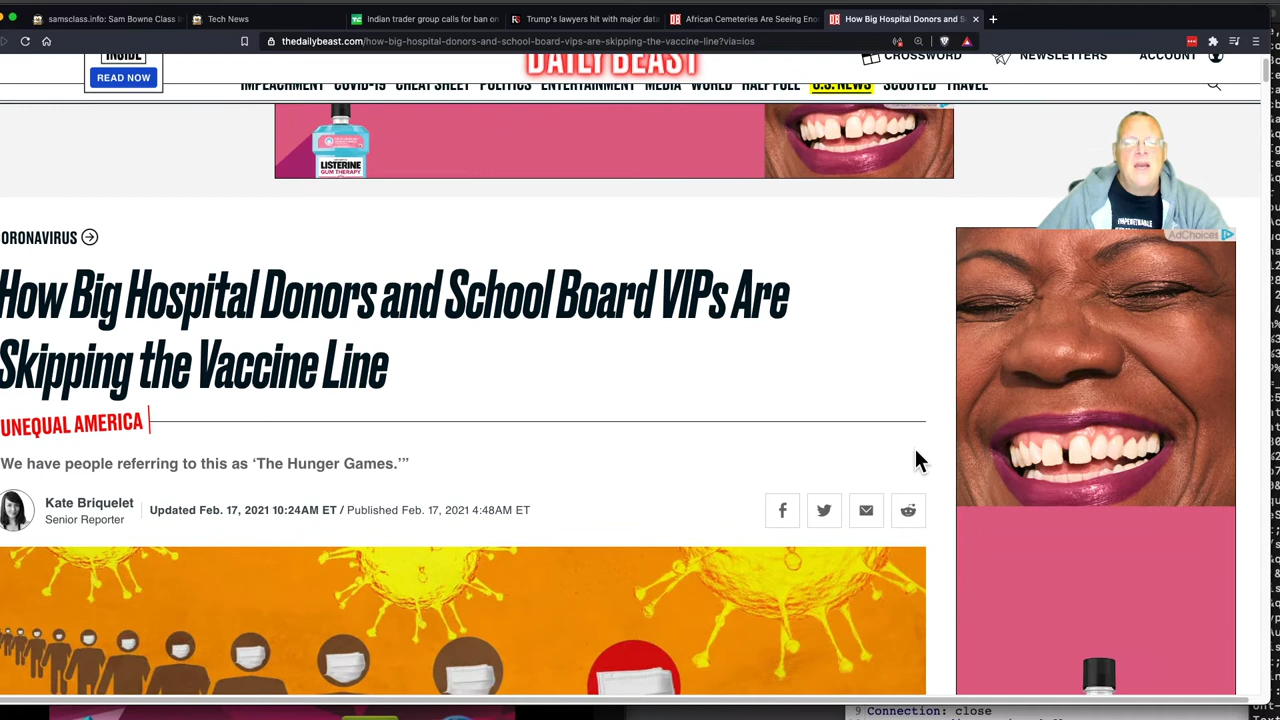 samsclass.info: Sam Bowne Class I
Tech News
Indian trader group calls for ban on
Trump's lawyers hit with major data
African Cemeteries Are Seeing Eno
How Big Hospital Donors and S
thedailybeast.com/how-big-hospital-donors-and-school-board-vips-are-skipping-the-vaccine-line?via=ios
INSIDE
READ NOW
DAILY BEAST
CROSSWORD
NEWSLETTERS
ACCOUNT
IMPEACHMENT COVID-19 CHEAT SHEET POLITICS ENTERTAINMENT MEDIA WORLD HALF FULL U.S. NEWS SCOUTED TRAVEL
LISTERINE
GUM THERAPY
IMPENETRABLE
AdChoices
ORONAVIRUS
How Big Hospital Donors and School Board VIPs Are
Skipping the Vaccine Line
UNEQUAL AMERICA
We have people referring to this as ‘The Hunger Games.’”
Kate Briquelet
Senior Reporter
Updated Feb. 17, 2021 10:24AM ET / Published Feb. 17, 2021 4:48AM ET
9 Connection: close